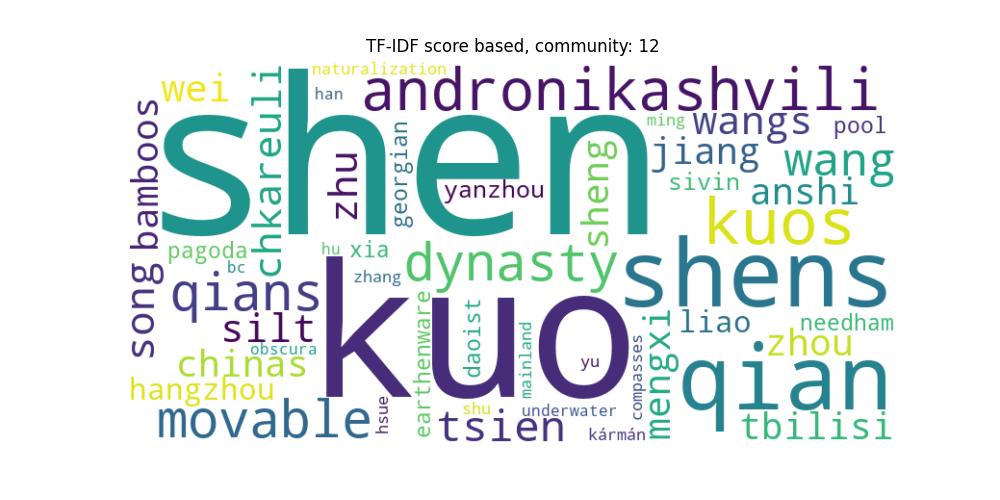 TF-IDF score based, community: 12
naturalization
wei
han
andronikashvili
shen
chkareuli
ming
wangs
pool
song
bamboos
zhu
georgian
yanzhou
sheng
jiang
wang
sivin
anshi
kuos
pagoda
bc
hu
xia
zhang
dynasty
shens
qians
kuo
silt
obscura
chinas
hangzhou
movable
hsue
earthenware
daoist
mainland
yu
compasses
mengxi
liao
needham
zhou
qian
shu
tsien
underwater
kármán
tbilisi